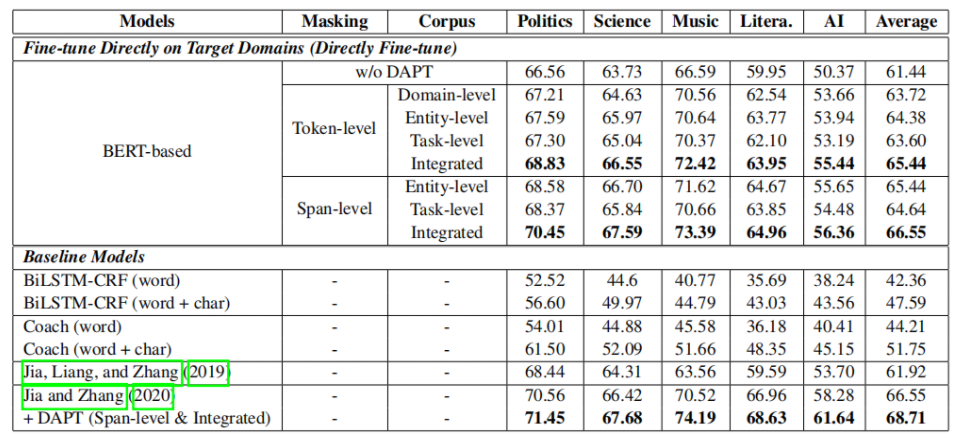 Models Masking Corpus Politics Science Music Litera. AI Average
Fine-tune Directly on Target Domains (Directly Fine-tune)
w/o DAPT 66.56 63.73 66.59 59.95 50.37 61.44
Domain-level 67.21 64.63 70.56 62.54 53.66 63.72
Entity-level 67.59 65.97 70.64 63.77 53.94 64.38
Token-level
Task-level 67.30 65.04 70.37 62.10 53.19 63.60
BERT-based
Integrated 68.83 66.55 72.42 63.95 55.44 65.44
Entity-level 68.58 66.70 71.62 64.67 55.65 65.44
Span-level Task-level 68.37 65.84 70.66 63.85 54.48 64.64
Integrated 70.45 67.59 73.39 64.96 56.36 66.55
Baseline Models
BiLSTM-CRF (word) - - 52.52 44.6 40.77 35.69 38.24 42.36
BiLSTM-CRF (word + char) - - 56.60 49.97 44.79 43.03 43.56 47.59
Coach (word) - - 54.01 44.88 45.58 36.18 40.41 44.21
Coach (word + char) - - 61.50 52.09 51.66 48.35 45.15 51.75
Jia, Liang, and Zhang (2019) - - 68.44 64.31 63.56 59.59 53.70 61.92
Jia and Zhang (2020) - - 70.56 66.42 70.52 66.96 58.28 66.55
+ DAPT (Span-level & Integrated) - - 71.45 67.68 74.19 68.63 61.64 68.71